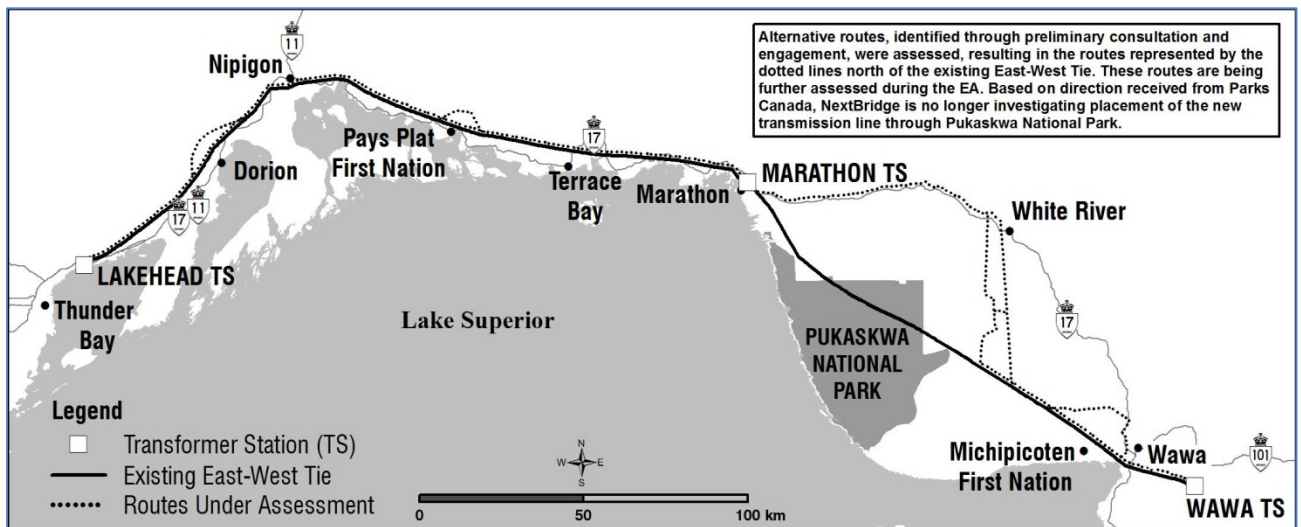 11
Nipigon
Alternative routes, identified through preliminary consultation and
engagement, were assessed, resulting in the routes represented by the
dotted lines north of the existing East-West Tie. These routes are being
further assessed during the EA. Based on direction received from Parks
Canada, NextBridge is no longer investigating placement of the new
transmission line through Pukaskwa National Park.
Pays Plat
First Nation
17
Dorion
Terrace
Bay
Marathon
MARATHON TS
White River
17
11
LAKEHEAD TS
Thunder
Bay
Lake Superior
17
PUKASKWA
NATIONAL
PARK
Legend
Transformer Station (TS)
Existing East-West Tie
Routes Under Assessment
N
W
E
S
0
50
100 km
Michipicoten
First Nation
Wawa
101
WAWA TS